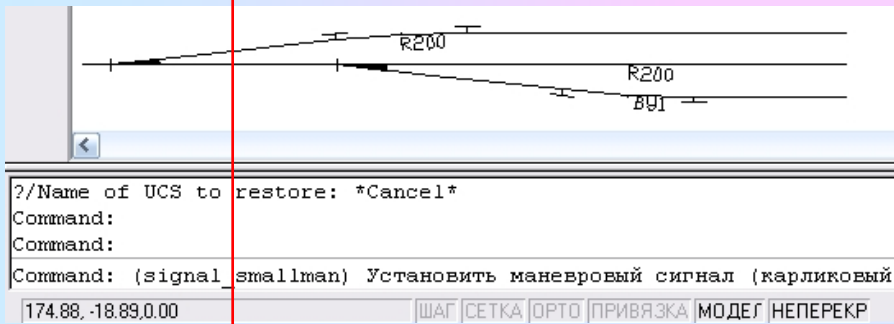 R200
R200
ВУ1
?/Name of UCS to restore: *Cancel*
Command:
Command:
Command: (signal_smallman) Установить маневровый сигнал (карликовый
174.88, -18.89,0.00 ШАГ СЕТКА ОРТО ПРИВЯЗКА МОДЕЛ НЕПЕРЕКР